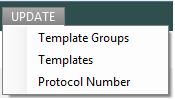 UPDATE
Template Groups
Templates
Protocol Number